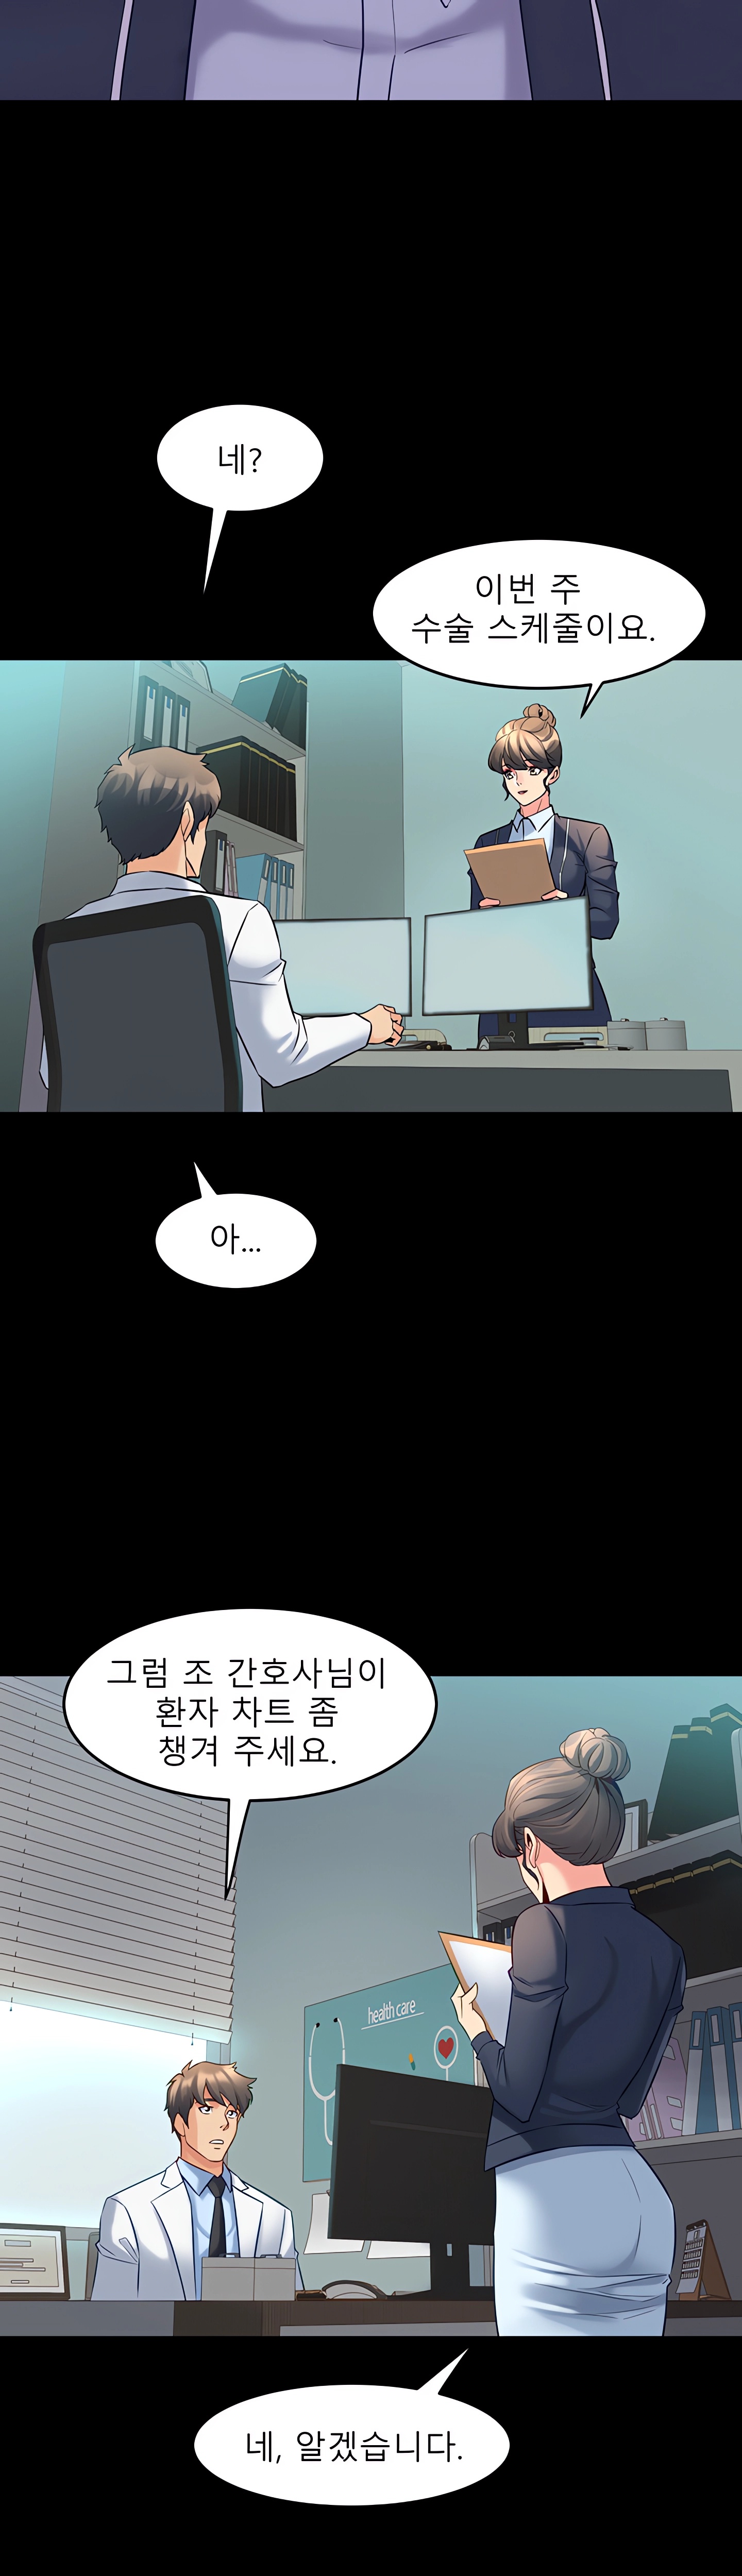 네?
이번 주
수술 스케줄이요.
아...
그럼 조 간호사님이
환자 차트 좀
챙겨 주세요.
health care
네, 알겠습니다.